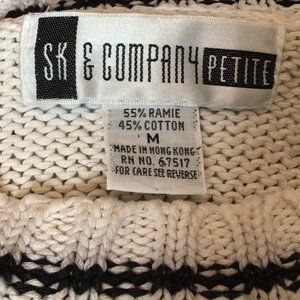 SK & COMPANY PETITE
55% RAMIE
45% COTTON
M
MADE IN HONG KONG
RN NO. 67517
FOR CARE SEE REVERSE